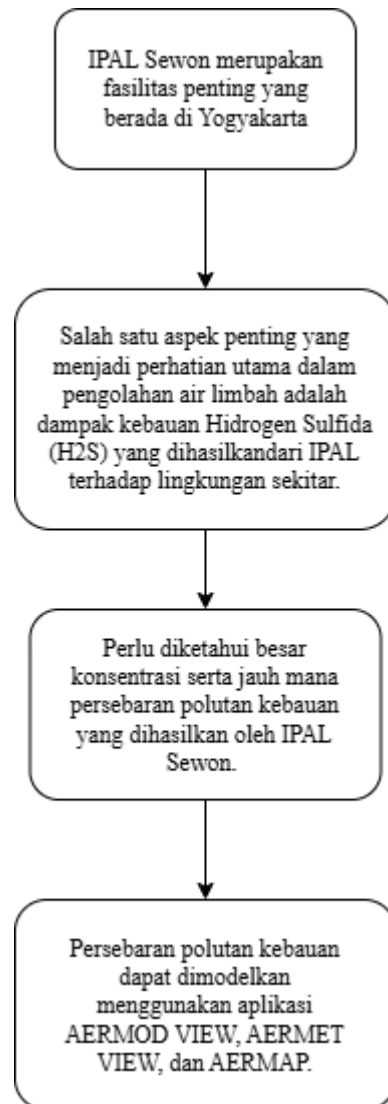 IPAL Sewon merupakan
fasilitas penting yang
berada di Yogyakarta
Salah satu aspek penting yang
menjadi perhatian utama dalam
pengolahan air limbah adalah
dampak kebauan Hidrogen Sulfida
(H2S) yang dihasilkandari IPAL
terhadap lingkungan sekitar.
Perlu diketahui besar
konsentrasi serta jauh mana
persebaran polutan kebauan
yang dihasilkan oleh IPAL
Sewon.
Persebaran polutan kebauan
dapat dimodelkan
menggunakan aplikasi
AERMOD VIEW, AERMET
VIEW, dan AERMAP.